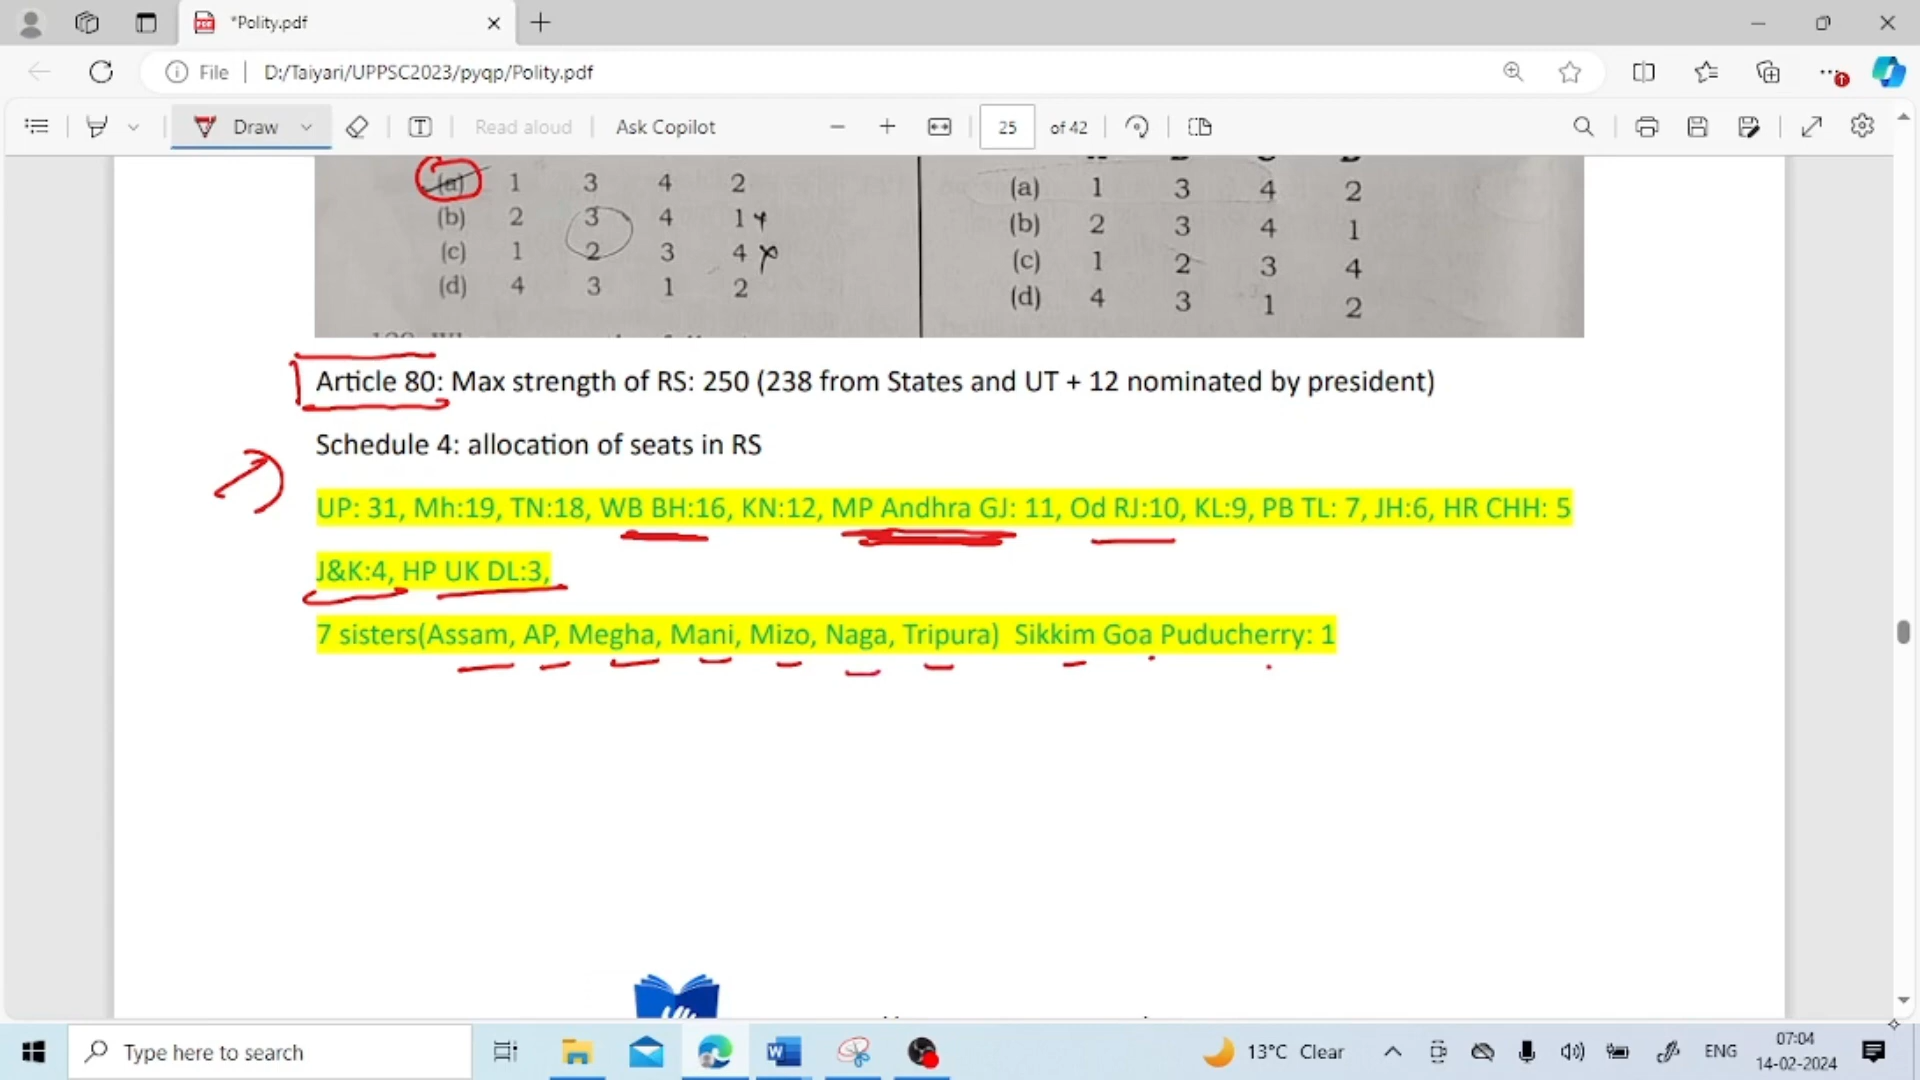 *Polity.pdf
File D:/Taiyari/UPPSC2023/pyqp/Polity.pdf
Draw Read aloud Ask Copilot 25 of 42
(a) 1 3 4 2
(b) 2 3 4 1
(c) 1 2 3 4
(d) 4 3 1 2
(a) 1 3 4 2
(b) 2 3 4 1
(c) 1 2 3 4
(d) 4 3 1 2
Article 80: Max strength of RS: 250 (238 from States and UT + 12 nominated by president)
Schedule 4: allocation of seats in RS
UP: 31, Mh:19, TN:18, WB BH:16, KN:12, MP Andhra GJ: 11, Od RJ:10, KL:9, PB TL: 7, JH:6, HR CHH: 5
J&K:4, HP UK DL:3,
7 sisters(Assam, AP, Megha, Mani, Mizo, Naga, Tripura) Sikkim Goa Puducherry: 1
Type here to search
13°C Clear
ENG
07:04
14-02-2024